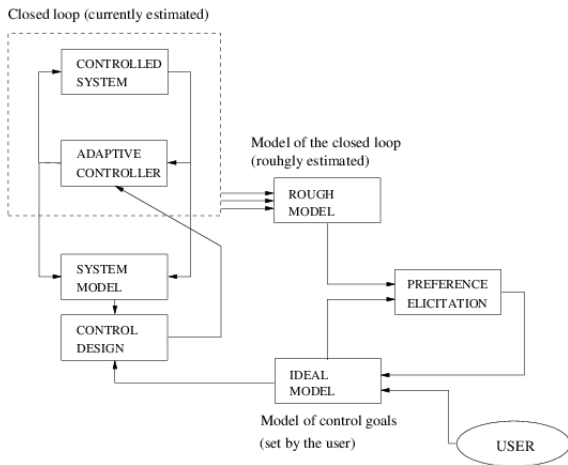 Closed loop (currently estimated)
CONTROLLED
SYSTEM
ADAPTIVE
CONTROLLER
Model of the closed loop
(rouhgly estimated)
ROUGH
MODEL
SYSTEM
MODEL
PREFERENCE
ELICITATION
CONTROL
DESIGN
IDEAL
MODEL
Model of control goals
(set by the user)
USER